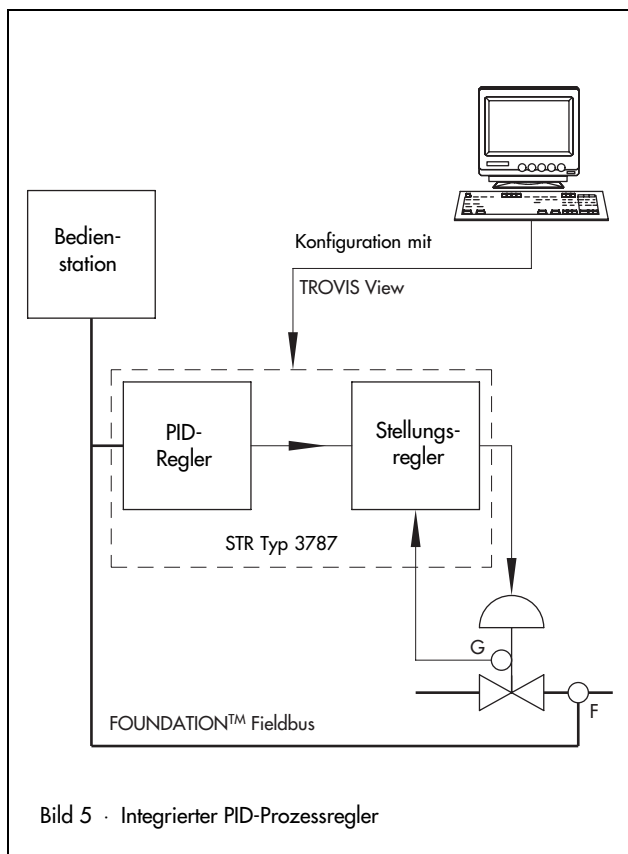 Bedien-
station
Konfiguration mit
TROVIS View
PID-
Regler
Stellungs-
regler
STR Typ 3787
G
F
FOUNDATION™ Fieldbus
Bild 5 · Integrierter PID-Prozessregler